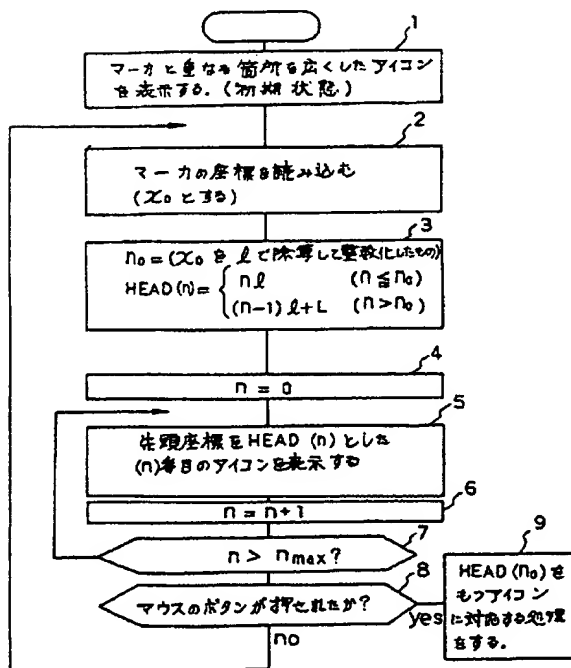 1
マーカと重なる箇所を広くしたアイコン
を表示する.(初期状態)
2
マーカの座標を読み込む
(x₀とする)
3
n₀=(x₀をℓで除算して整数化したもの)
HEAD(n)= { nℓ (n≦n₀)
(n-1)ℓ+L (n>n₀)
4
n = 0
5
先頭座標をHEAD (n)とした
(n)番目のアイコンを表示する
6
n = n+1
7
n > nmax?
8
マウスのボタンが押されたか?
yes
no
9
HEAD(n₀)を
もつアイコン
に対応する処理
をする.